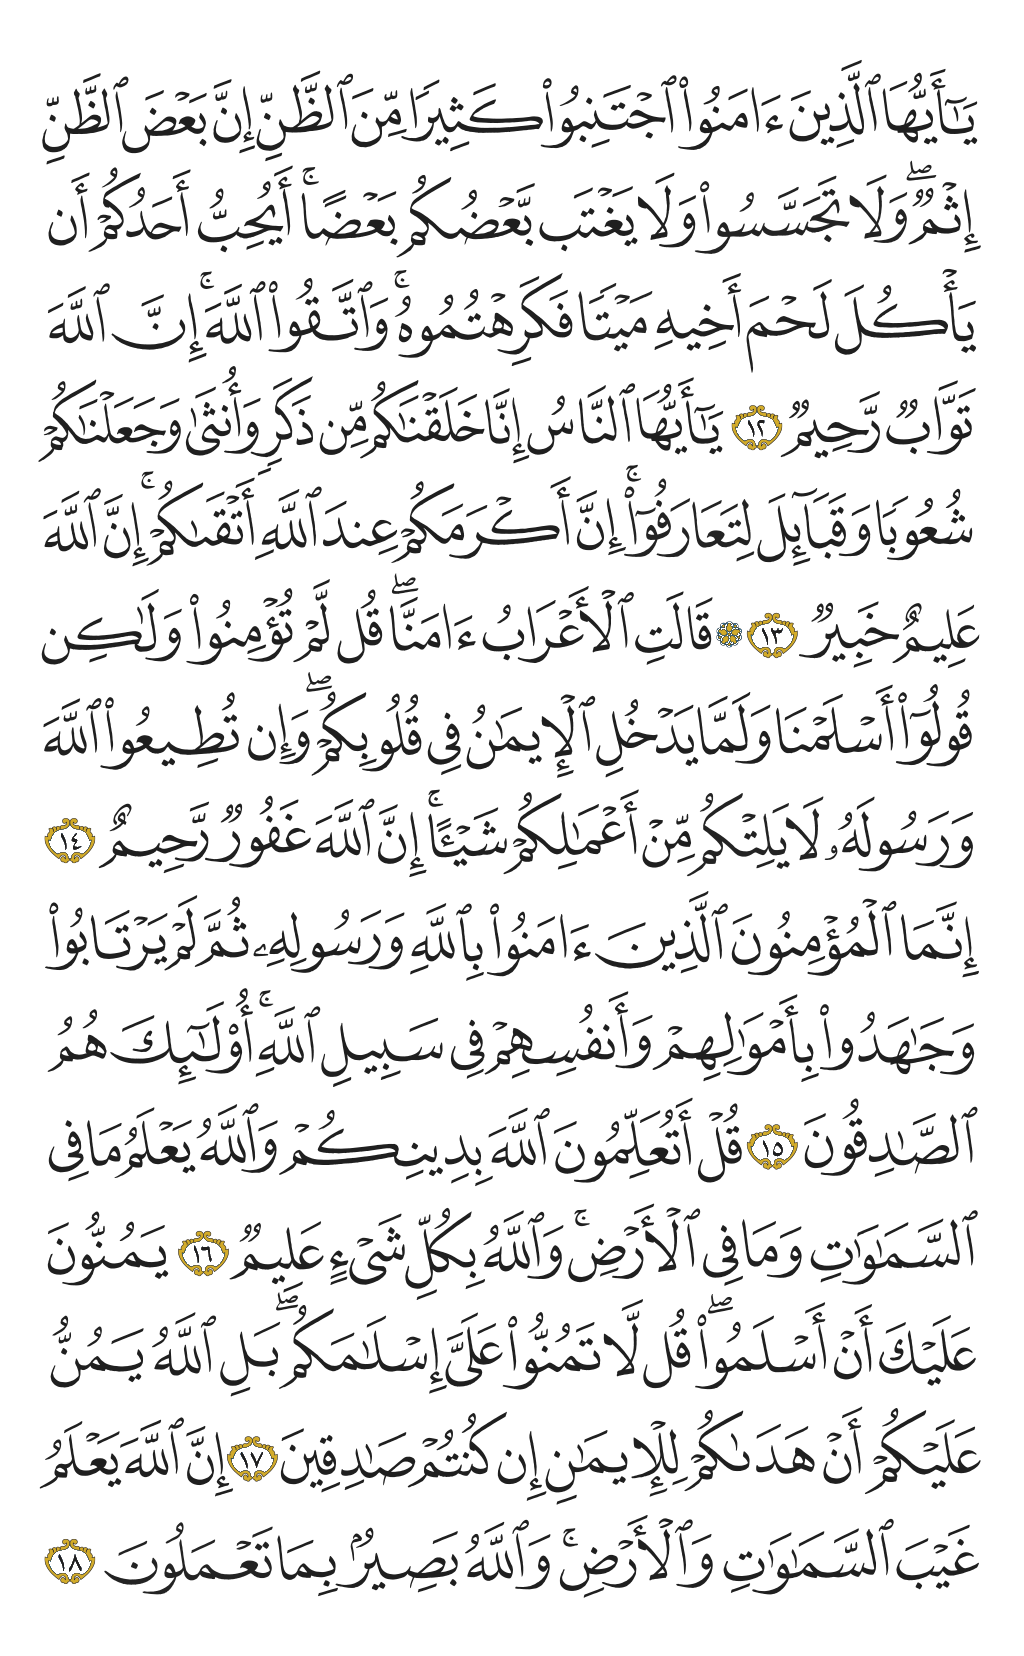 يَٰٓأَيُّهَا ٱلَّذِينَ ءَامَنُوا۟ ٱجْتَنِبُوا۟ كَثِيرًا مِّنَ ٱلظَّنِّ إِنَّ بَعْضَ ٱلظَّنِّ
إِثْمٌ ۖ وَلَا تَجَسَّسُوا۟ وَلَا يَغْتَب بَّعْضُكُم بَعْضًا ۚ أَيُحِبُّ أَحَدُكُمْ أَن
يَأْكُلَ لَحْمَ أَخِيهِ مَيْتًا فَكَرِهْتُمُوهُ ۚ وَٱتَّقُوا۟ ٱللَّهَ ۚ إِنَّ ٱللَّهَ
تَوَّابٌ رَّحِيمٌ ١٢ يَٰٓأَيُّهَا ٱلنَّاسُ إِنَّا خَلَقْنَٰكُم مِّن ذَكَرٍ وَأُنثَىٰ وَجَعَلْنَٰكُمْ
شُعُوبًا وَقَبَآئِلَ لِتَعَارَفُوٓا۟ ۚ إِنَّ أَكْرَمَكُمْ عِندَ ٱللَّهِ أَتْقَىٰكُمْ ۚ إِنَّ ٱللَّهَ
عَلِيمٌ خَبِيرٌ ١٣ ۞ قَالَتِ ٱلْأَعْرَابُ ءَامَنَّا ۖ قُل لَّمْ تُؤْمِنُوا۟ وَلَٰكِن
قُولُوٓا۟ أَسْلَمْنَا وَلَمَّا يَدْخُلِ ٱلْإِيمَٰنُ فِى قُلُوبِكُمْ ۖ وَإِن تُطِيعُوا۟ ٱللَّهَ
وَرَسُولَهُۥ لَا يَلِتْكُم مِّنْ أَعْمَٰلِكُمْ شَيْـًٔا ۚ إِنَّ ٱللَّهَ غَفُورٌ رَّحِيمٌ ١٤
إِنَّمَا ٱلْمُؤْمِنُونَ ٱلَّذِينَ ءَامَنُوا۟ بِٱللَّهِ وَرَسُولِهِۦ ثُمَّ لَمْ يَرْتَابُوا۟
وَجَٰهَدُوا۟ بِأَمْوَٰلِهِمْ وَأَنفُسِهِمْ فِى سَبِيلِ ٱللَّهِ ۚ أُو۟لَٰٓئِكَ هُمُ
ٱلصَّٰدِقُونَ ١٥ قُلْ أَتُعَلِّمُونَ ٱللَّهَ بِدِينِكُمْ وَٱللَّهُ يَعْلَمُ مَا فِى
ٱلسَّمَٰوَٰتِ وَمَا فِى ٱلْأَرْضِ ۚ وَٱللَّهُ بِكُلِّ شَىْءٍ عَلِيمٌ ١٦ يَمُنُّونَ
عَلَيْكَ أَنْ أَسْلَمُوا۟ ۖ قُل لَّا تَمُنُّوا۟ عَلَىَّ إِسْلَٰمَكُم ۖ بَلِ ٱللَّهُ يَمُنُّ
عَلَيْكُمْ أَنْ هَدَىٰكُمْ لِلْإِيمَٰنِ إِن كُنتُمْ صَٰدِقِينَ ١٧ إِنَّ ٱللَّهَ يَعْلَمُ
غَيْبَ ٱلسَّمَٰوَٰتِ وَٱلْأَرْضِ ۚ وَٱللَّهُ بَصِيرٌۢ بِمَا تَعْمَلُونَ ١٨